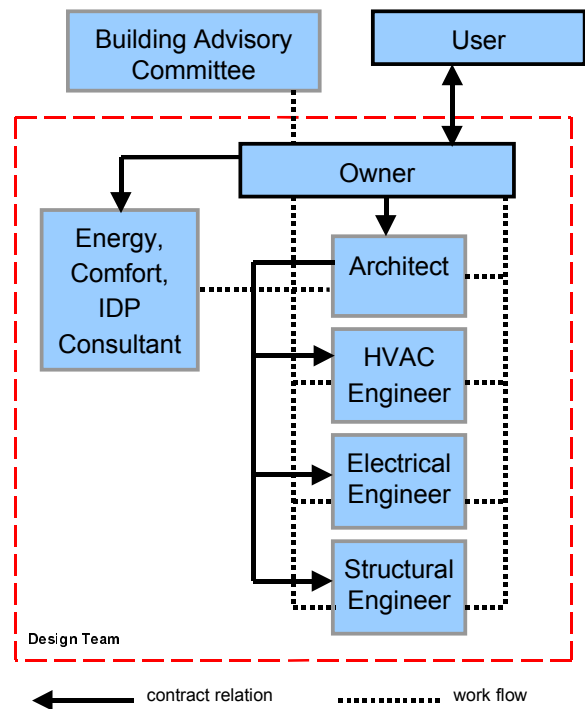 Building Advisory
Committee
User
Owner
Energy,
Comfort,
IDP
Consultant
Architect
HVAC
Engineer
Electrical
Engineer
Structural
Engineer
Design Team
contract relation
work flow